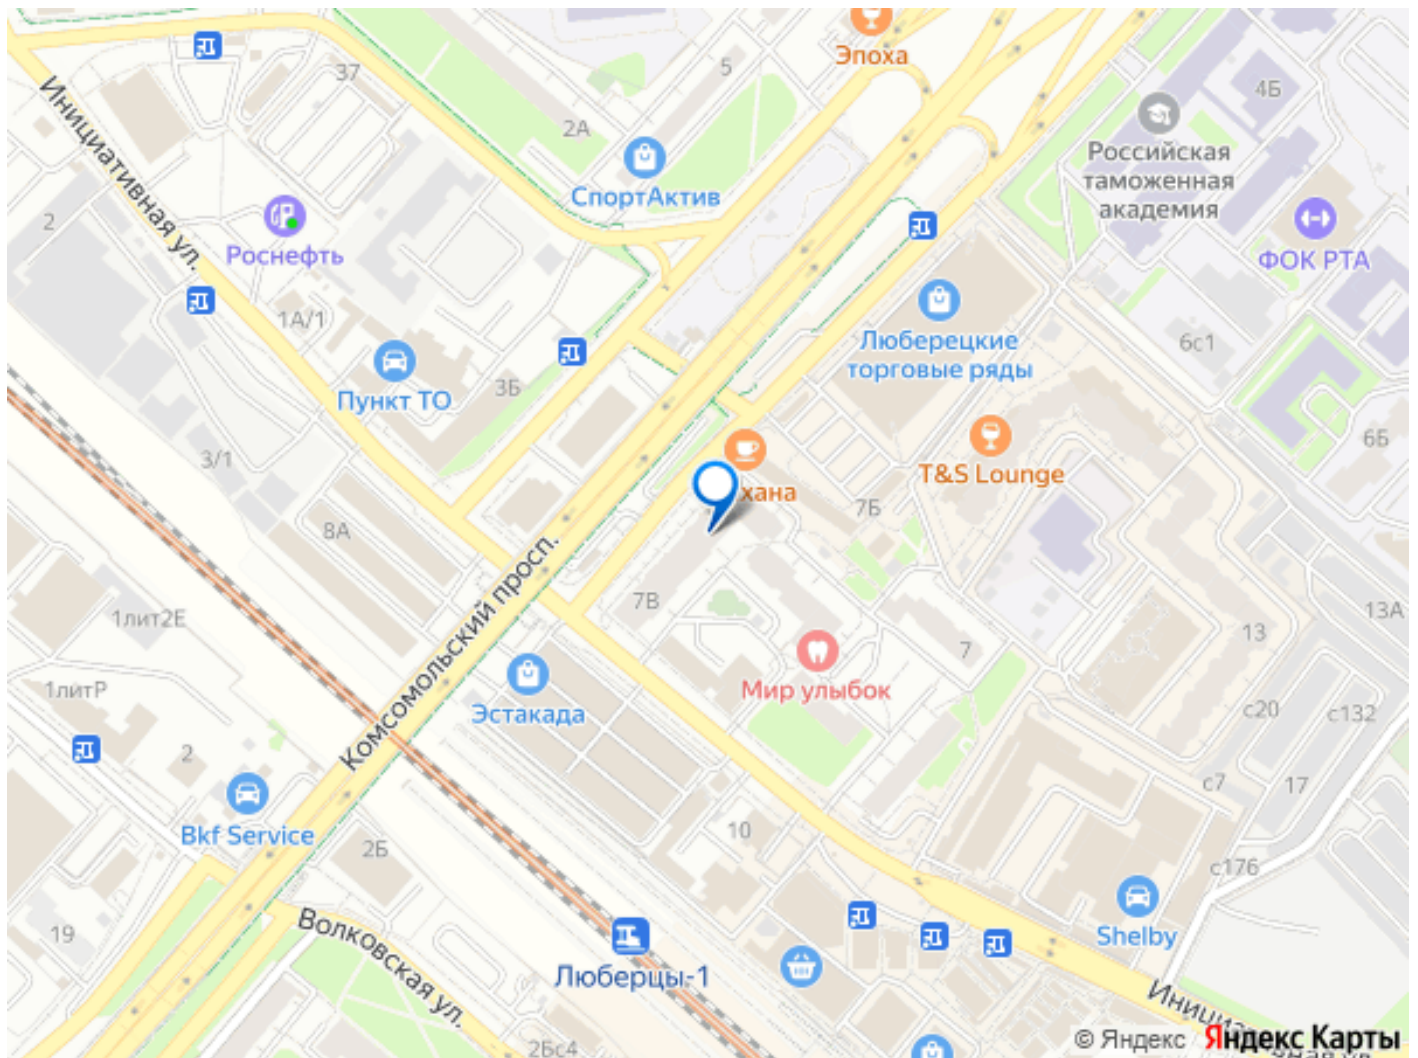 Эпоха
5
37
4Б
2А
Инициативная ул.
Российская
таможенная
академия
СпортАктив
2
Роснефть
ФОК РТА
1А/1
Люберецкие
торговые ряды
6с1
Пункт ТО
3Б
6Б
3/1
T&S Lounge
хана
7Б
8А
Комсомольский просп.
7В
1лит2Е
13А
13
7
1литР
Мир улыбок
Эстакада
с20
с132
2
с7
17
Bkf Service
10
2Б
с176
19
Волковская ул.
Shelby
Люберцы-1
2Бс4
© Яндекс Яндекс Карты